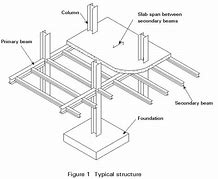 Column
Slab span between
secondary beams
Primary beam
Secondary beam
Foundation
Figure 1 Typical structure